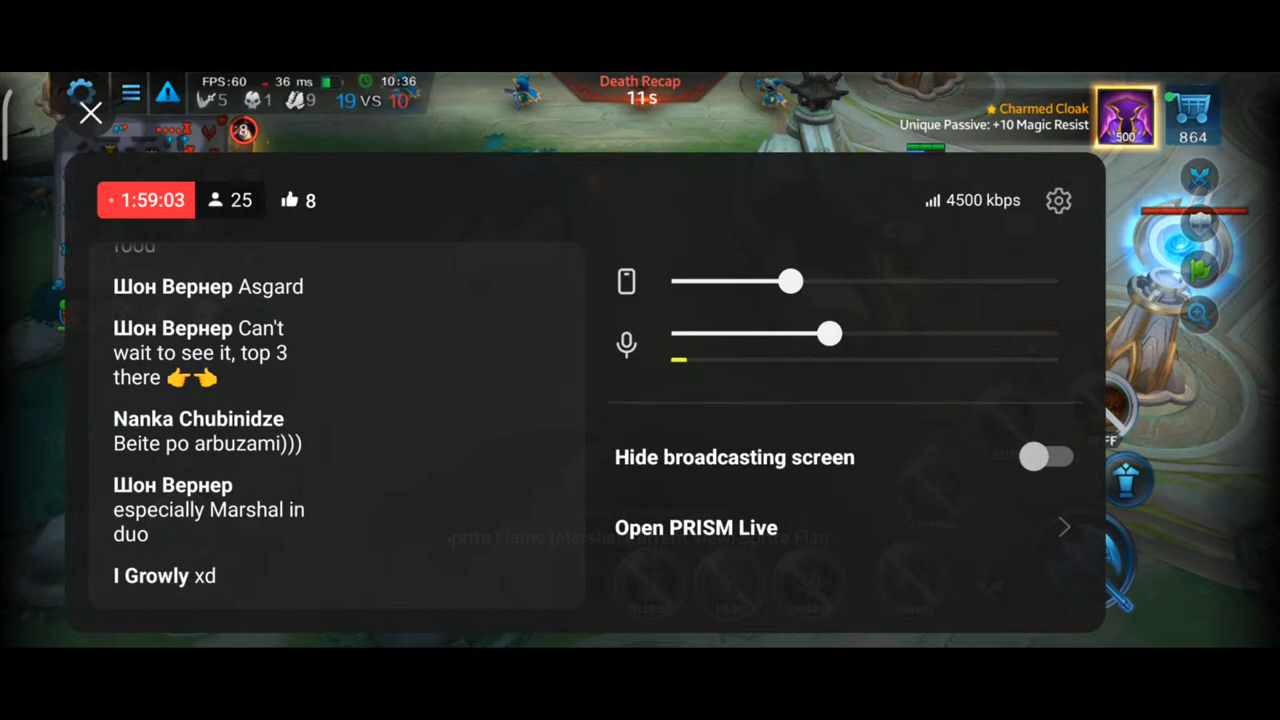 FPS:60 36 ms 10:36
5 1 9 19 VS 10
Death Recap
11s
8
Charmed Cloak
Unique Passive: +10 Magic Resist
500
864
1:59:03 25 8
4500 kbps
food
Шон Вернер Asgard
Шон Вернер Can't
wait to see it, top 3
there 👉👈
Nanka Chubinidze
Beite po arbuzami)))
Шон Вернер
especially Marshal in
duo
I Growly xd
Hide broadcasting screen
Open PRISM Live